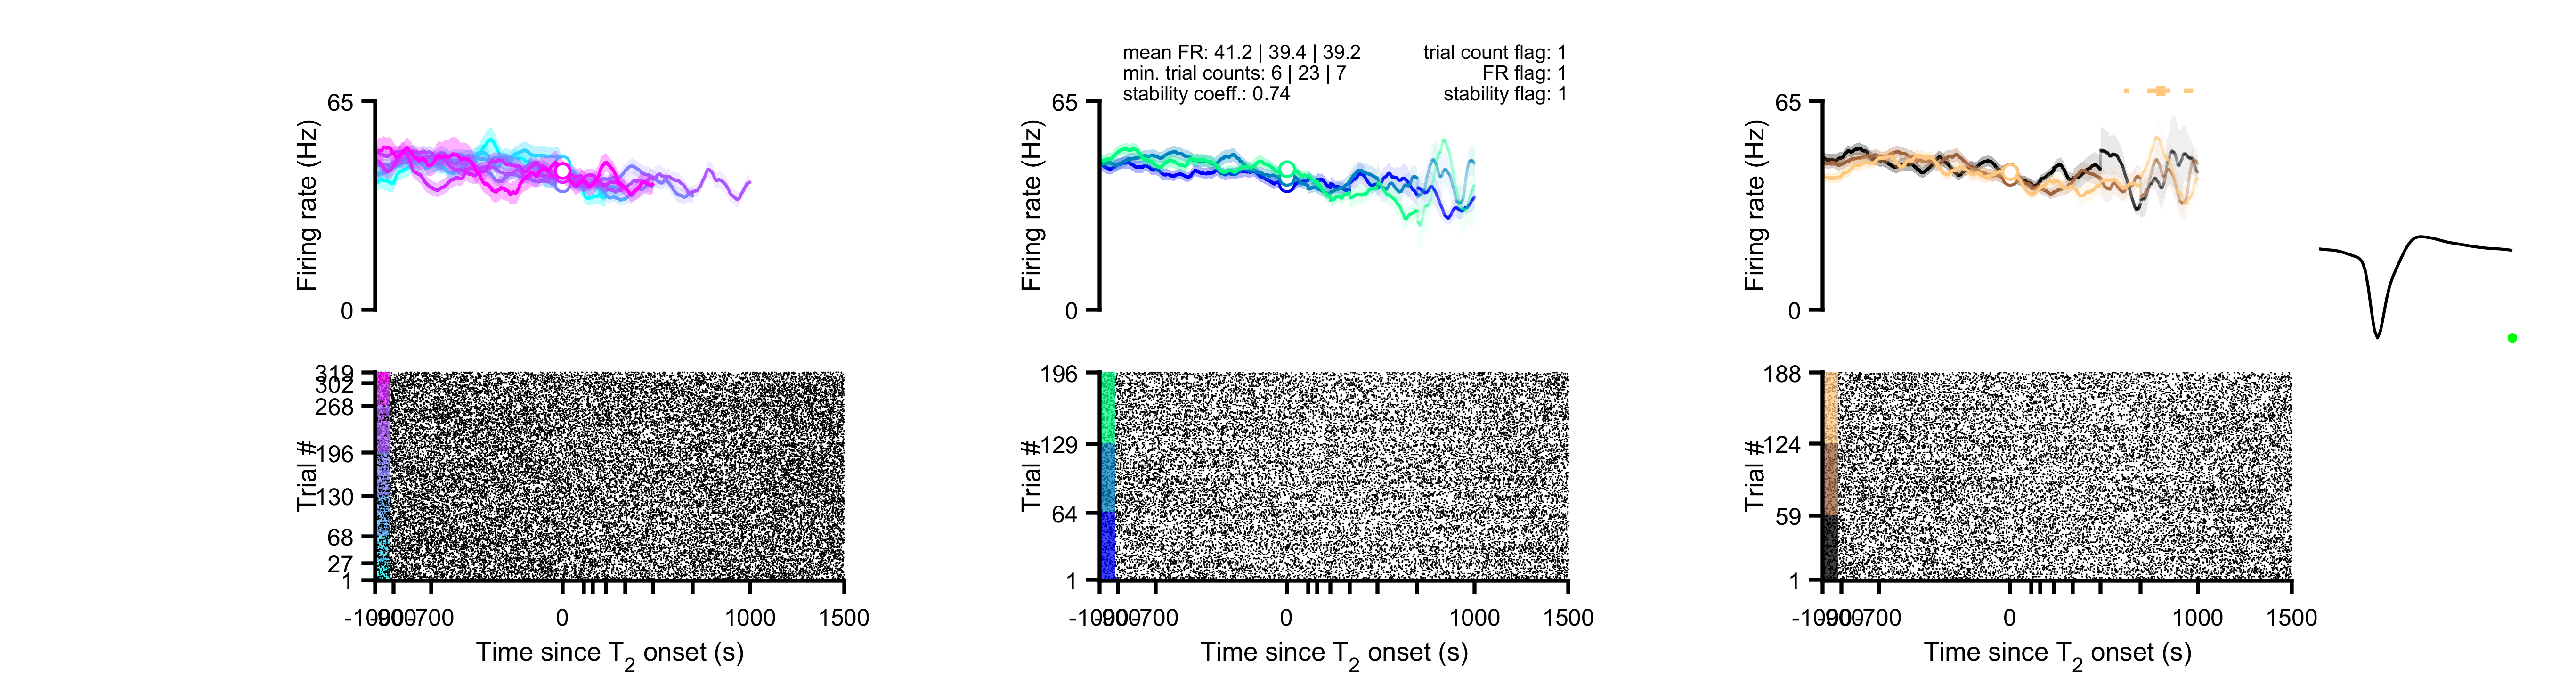 mean FR: 41.2 | 39.4 | 39.2
min. trial counts: 6 | 23 | 7
stability coeff.: 0.74
trial count flag: 1
FR flag: 1
stability flag: 1
65
Firing rate (Hz)
0
319
302
268
196
130
68
27
1
Trial #
-1000
-900
-700
0
1000
1500
Time since T2 onset (s)
65
Firing rate (Hz)
0
196
129
64
1
Trial #
-1000
-900
-700
0
1000
1500
Time since T2 onset (s)
65
Firing rate (Hz)
0
188
124
59
1
Trial #
-1000
-900
-700
0
1000
1500
Time since T2 onset (s)